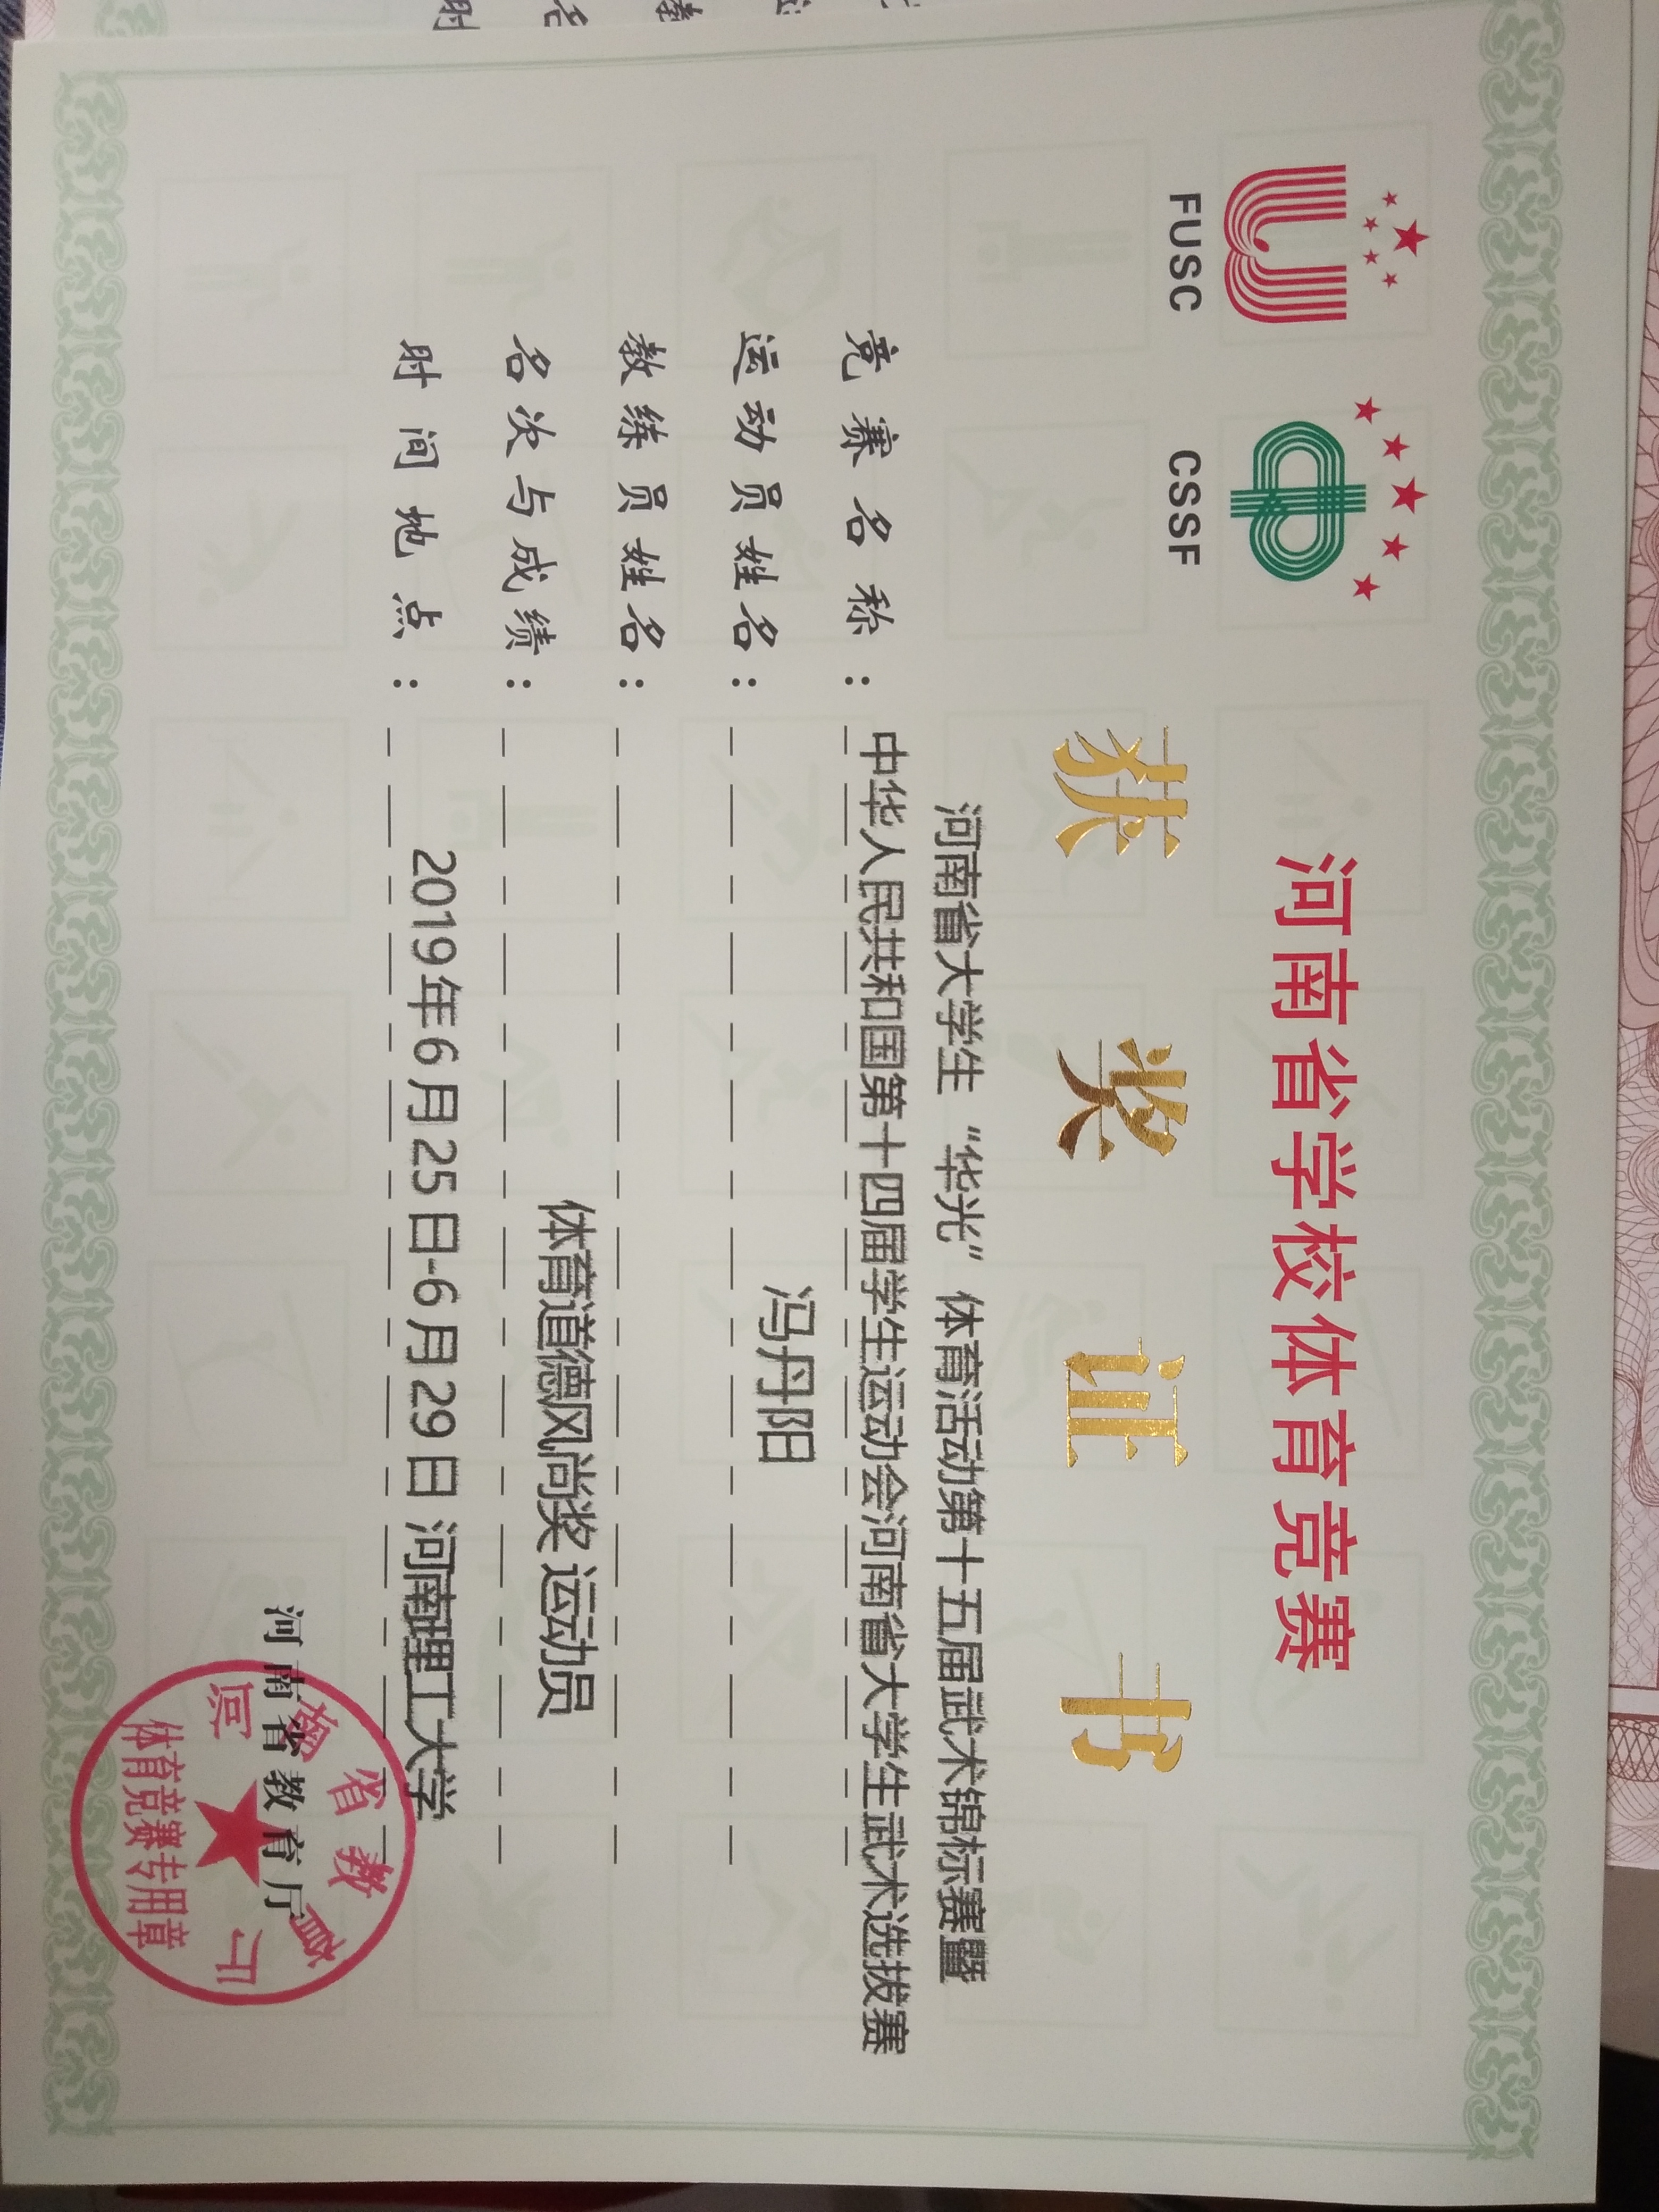 FUSC
CSSF
河南省学校体育竞赛
获奖证书
河南省大学生“华光”体育活动第十五届武术锦标赛暨
竞赛名称：中华人民共和国第十四届学生运动会河南省大学生武术选拔赛
运动员姓名：冯丹阳
教练员姓名：
名次与成绩：体育道德风尚奖 运动员
时间地点：2019年6月25日-6月29日 河南理工大学
河南省教育厅
河南省教育厅
体育竞赛专用章